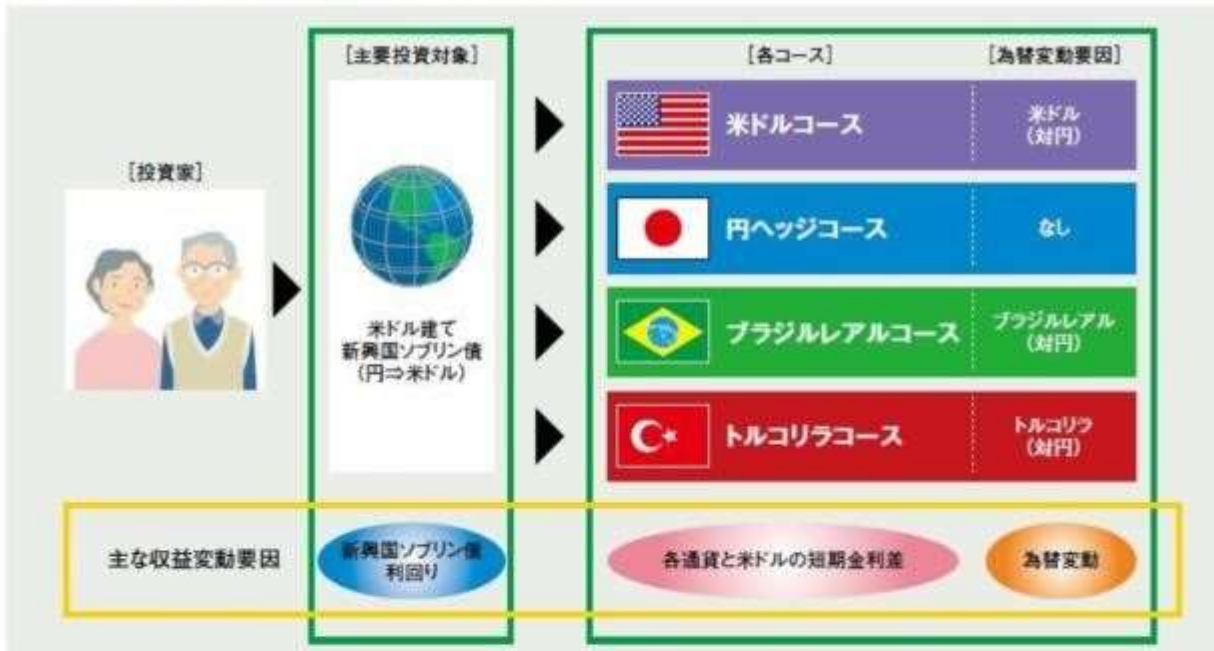 [投資家]
[主要投資対象]
米ドル建て
新興国ソブリン債
(円⇒米ドル)
[各コース]
[為替変動要因]
米ドルコース
米ドル
(対円)
円ヘッジコース
なし
ブラジルレアルコース
ブラジルレアル
(対円)
トルコリラコース
トルコリラ
(対円)
主な収益変動要因
新興国ソブリン債
利回り
各通貨と米ドルの短期金利差
為替変動